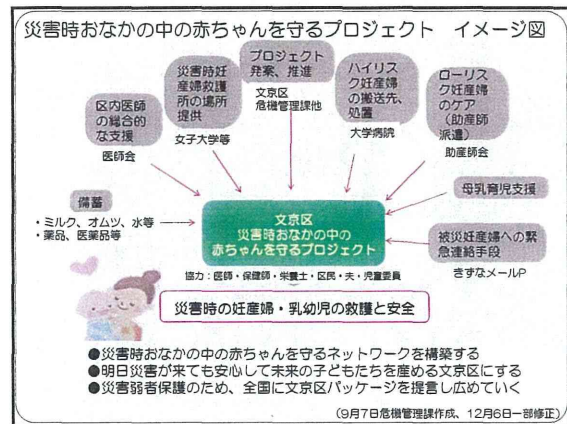 災害時おなかの中の赤ちゃんを守るプロジェクト　イメージ図
プロジェクト
発案、推進
文京区
危機管理課他
災害時妊
産婦救護
所の場所
提供
女子大学等
ハイリス
ク妊産婦
の搬送先、
処置
大学病院
区内医師
の総合的
な支援
医師会
ローリス
ク妊産婦
のケア
(助産師
派遣)
助産師会
備蓄
・ミルク、オムツ、水等
・薬品、医薬品等
母乳育児支援
文京区
災害時おなかの中の
赤ちゃんを守るプロジェクト
被災妊産婦への緊
急連絡手段
きずなメールP
協力：医師・保健師・栄養士・区民・夫・児童委員
災害時の妊産婦・乳幼児の救護と安全
●災害時おなかの中の赤ちゃんを守るネットワークを構築する
●明日災害が来ても安心して未来の子どもたちを産める文京区にする
●災害弱者保護のため、全国に文京区パッケージを提言し広めていく
(9月7日危機管理課作成、12月6日一部修正)